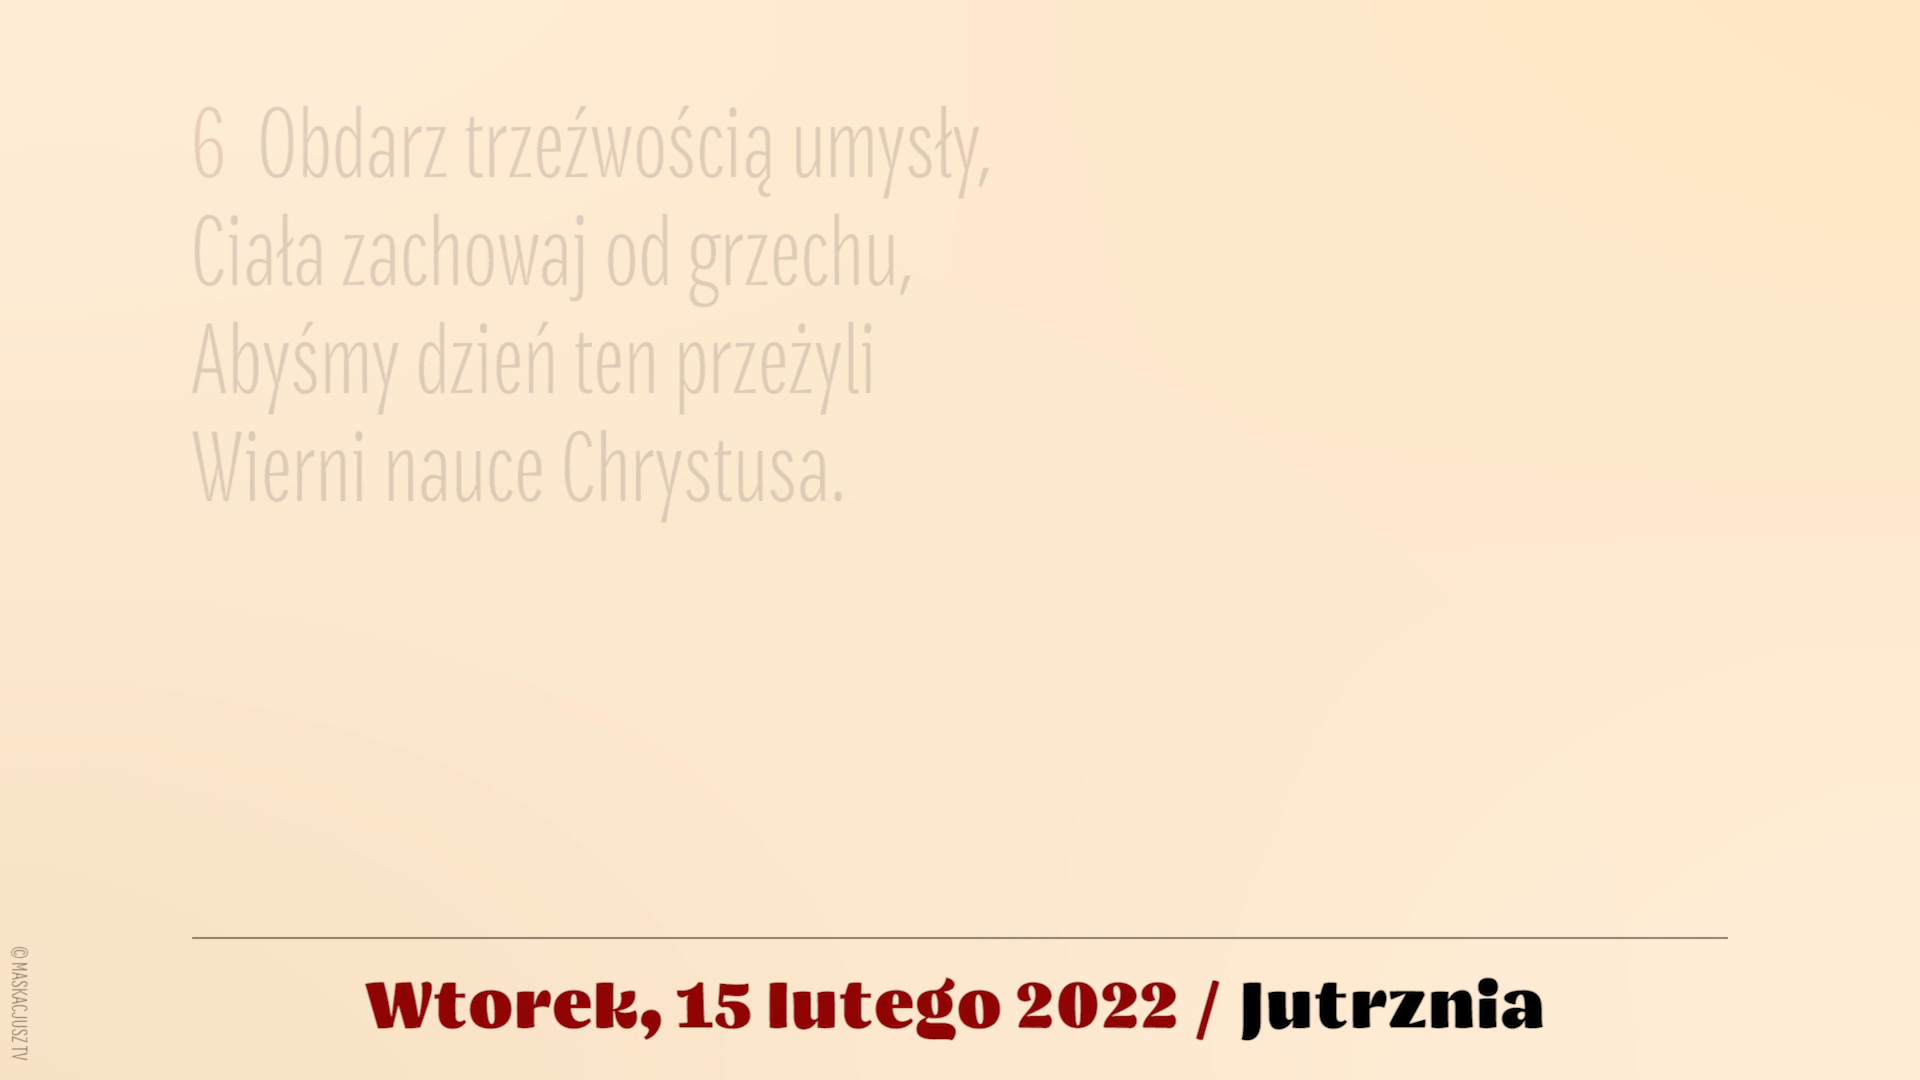 6 Obdarz trzeźwością umysły,
Ciała zachowaj od grzechu,
Abyśmy dzień ten przeżyli
Wierni nauce Chrystusa.
Wtorek, 15 lutego 2022 / Jutrznia
© MASKACJUSZ TV